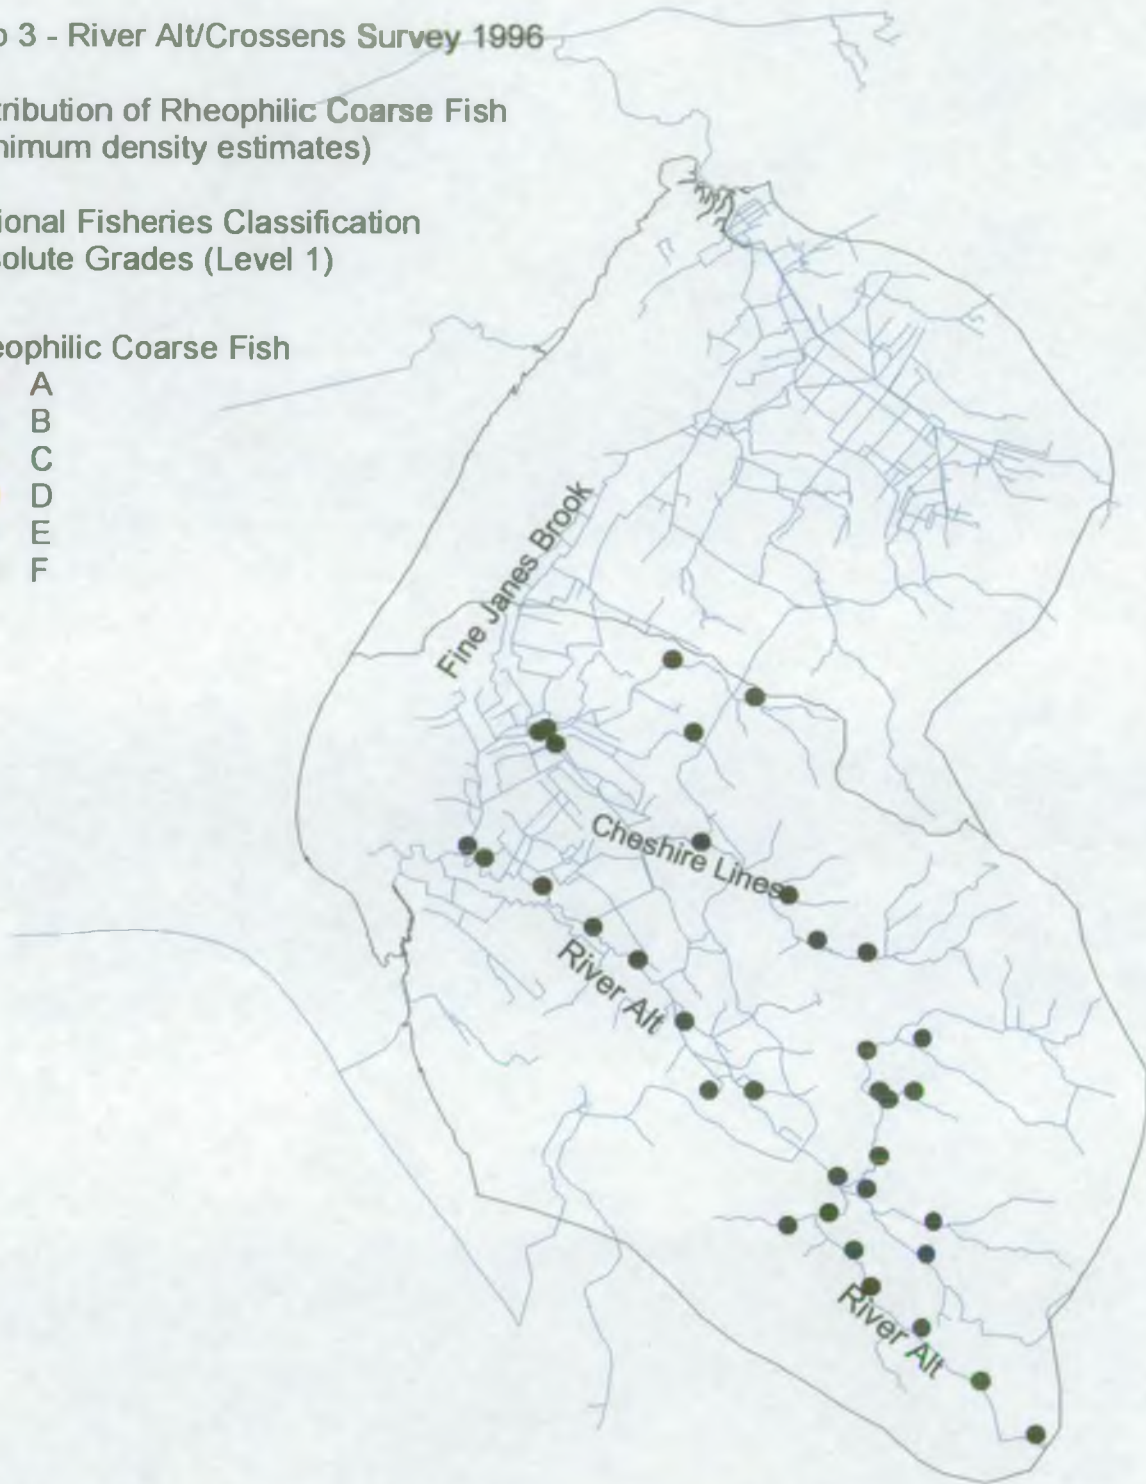 3 - River Alt/Crossens Survey 1996
tribution of Rheophilic Coarse Fish
nimum density estimates)
ional Fisheries Classification
solute Grades (Level 1)
eophilic Coarse Fish
A
B
C
D
E
F
Fine Janes Brook
Cheshire Lines
River Alt
River Alt